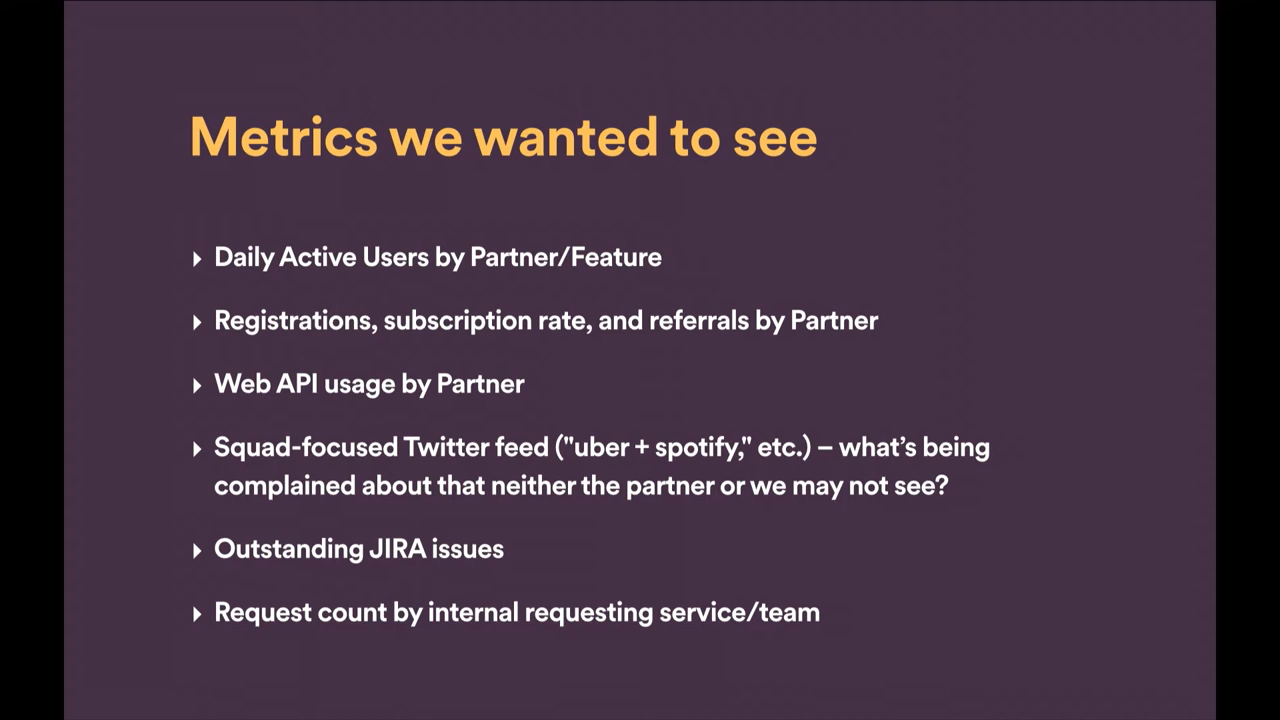 Metrics we wanted to see
Daily Active Users by Partner/Feature
Registrations, subscription rate, and referrals by Partner
Web API usage by Partner
Squad-focused Twitter feed ("uber + spotify," etc.) – what’s being
complained about that neither the partner or we may not see?
Outstanding JIRA issues
Request count by internal requesting service/team